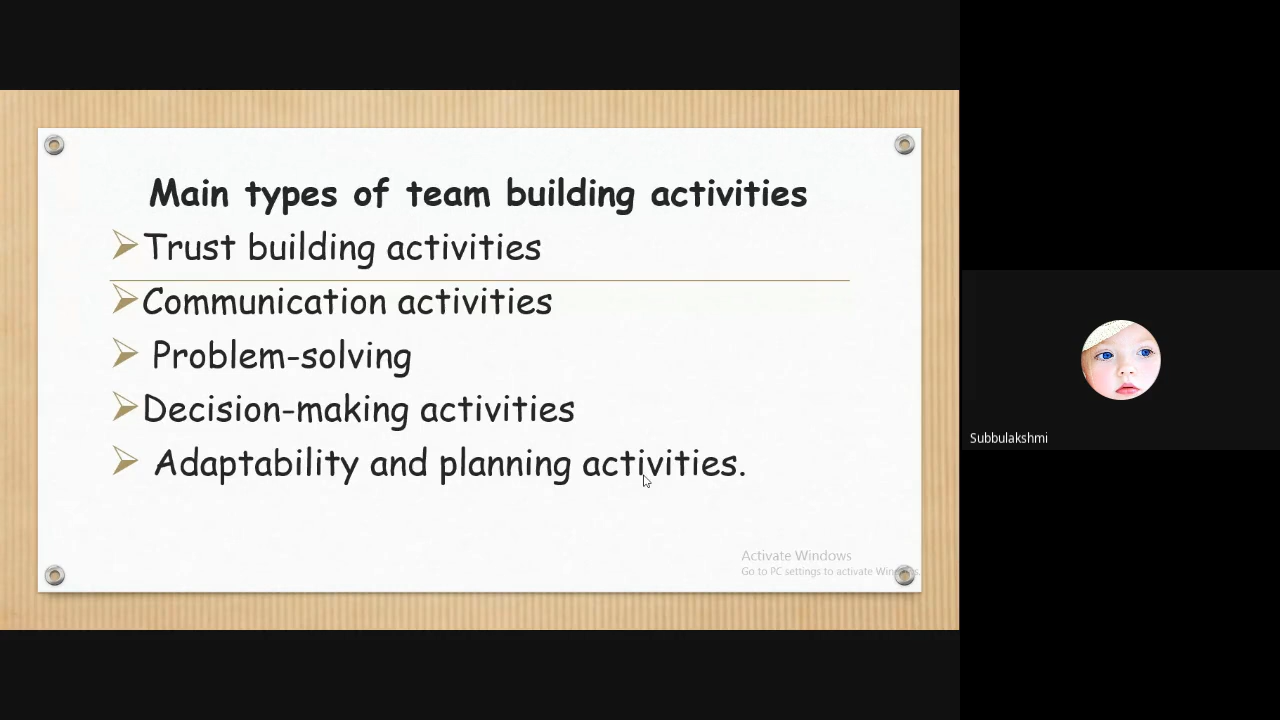 Main types of team building activities
Trust building activities
Communication activities
Problem-solving
Decision-making activities
Adaptability and planning activities.
Activate Windows
Go to PC settings to activate Windows.
Subbulakshmi